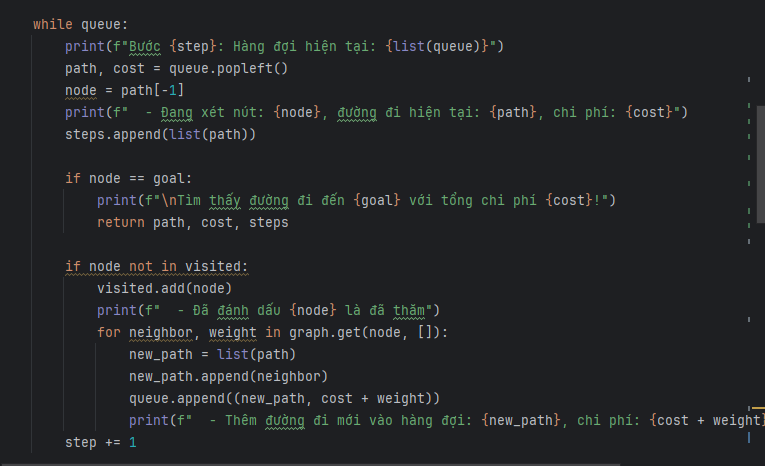 while queue:
print(f"Bước {step}: Hàng đợi hiện tại: {list(queue)}")
path, cost = queue.popleft()
node = path[-1]
print(f"  - Đang xét nút: {node}, đường đi hiện tại: {path}, chi phí: {cost}")
steps.append(list(path))
if node == goal:
print(f"\nTìm thấy đường đi đến {goal} với tổng chi phí {cost}!")
return path, cost, steps
if node not in visited:
visited.add(node)
print(f"  - Đã đánh dấu {node} là đã thăm")
for neighbor, weight in graph.get(node, []):
new_path = list(path)
new_path.append(neighbor)
queue.append((new_path, cost + weight))
print(f"  - Thêm đường đi mới vào hàng đợi: {new_path}, chi phí: {cost + weight}
step += 1